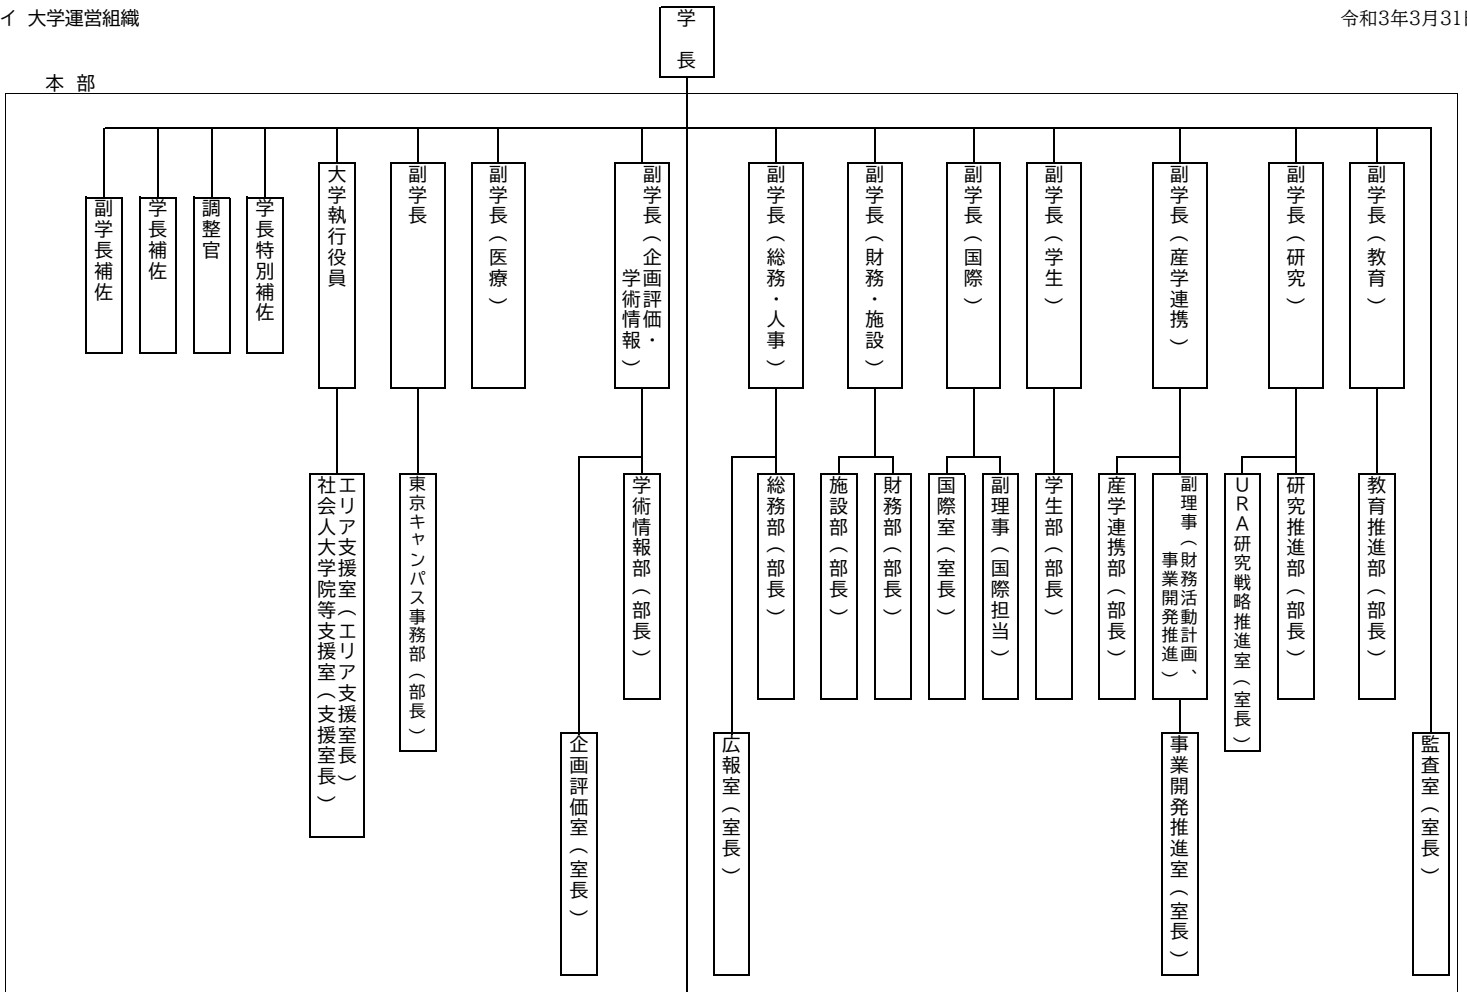 イ 大学運営組織
令和3年3月31日
学長
本 部
副学長（教育）
副学長（研究）
副学長（産学連携）
副学長（学生）
副学長（国際）
副学長（財務・施設）
副学長（総務・人事）
副学長（企画評価・
学術情報）
副学長（医療）
副学長
大学執行役員
学長特別補佐
調整官
学長補佐
副学長補佐
教育推進部（部長）
研究推進部（部長）
ＵＲＡ研究戦略推進室（室長）
副理事（財務活動計画、
事業開発推進）
産学連携部（部長）
学生部（部長）
副理事（国際担当）
国際室（室長）
財務部（部長）
施設部（部長）
総務部（部長）
学術情報部（部長）
東京キャンパス事務部（部長）
エリア支援室（エリア支援室長）
社会人大学院等支援室（支援室長）
監査室（室長）
事業開発推進室（室長）
広報室（室長）
企画評価室（室長）